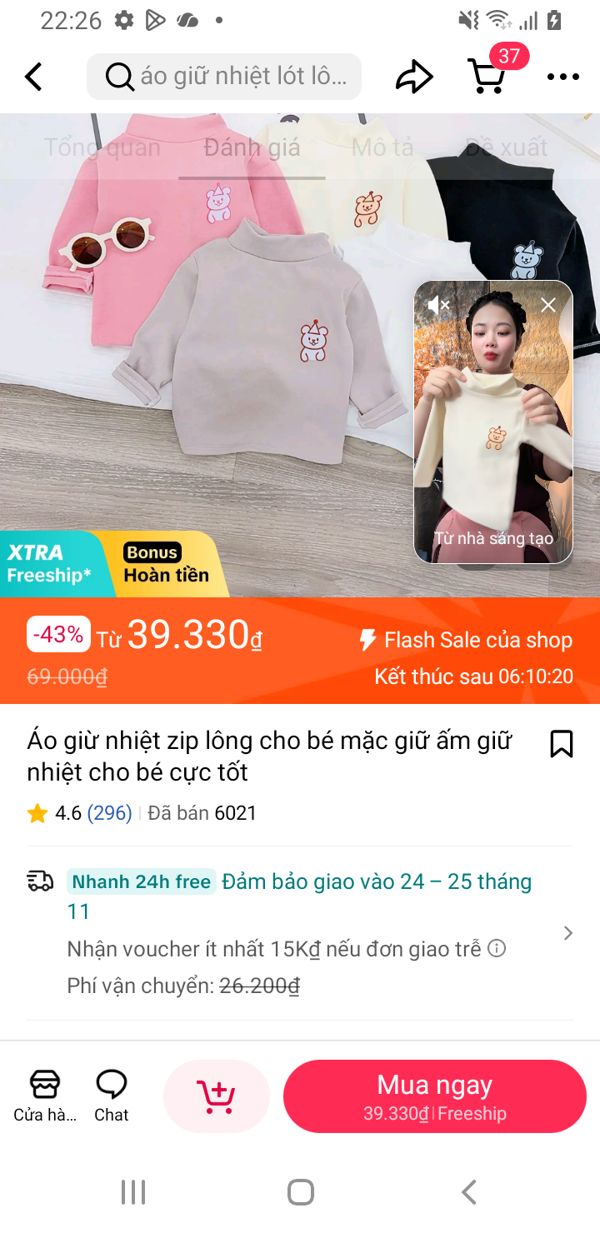 22:26
37
áo giữ nhiệt lót lô...
Tổng quan Đánh giá Mô tả Đề xuất
Từ nhà sáng tạo
XTRA
Freeship*
Bonus
Hoàn tiền
-43% Từ 39.330₫
69.000₫
Flash Sale của shop
Kết thúc sau 06:10:20
Áo giừ nhiệt zip lông cho bé mặc giữ ấm giữ
nhiệt cho bé cực tốt
4.6 (296) Đã bán 6021
Nhanh 24h free Đảm bảo giao vào 24 – 25 tháng
11
Nhận voucher ít nhất 15K₫ nếu đơn giao trễ
Phí vận chuyển: 26.200₫
Cửa hà...
Chat
Mua ngay
39.330₫ | Freeship